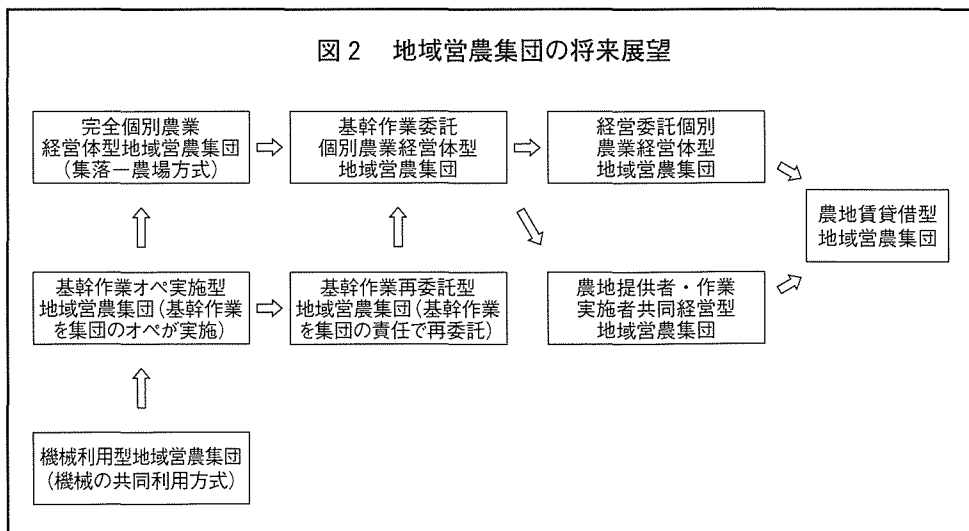 図2 地域営農集団の将来展望
完全個別農業
経営体型地域営農集団
(集落一農場方式)
基幹作業委託
個別農業経営体型
地域営農集団
経営委託個別
農業経営体型
地域営農集団
農地賃貸借型
地域営農集団
基幹作業オペ実施型
地域営農集団(基幹作業
を集団のオペが実施)
基幹作業再委託型
地域営農集団(基幹作業
を集団の責任で再委託)
農地提供者・作業
実施者共同経営型
地域営農集団
機械利用型地域営農集団
(機械の共同利用方式)